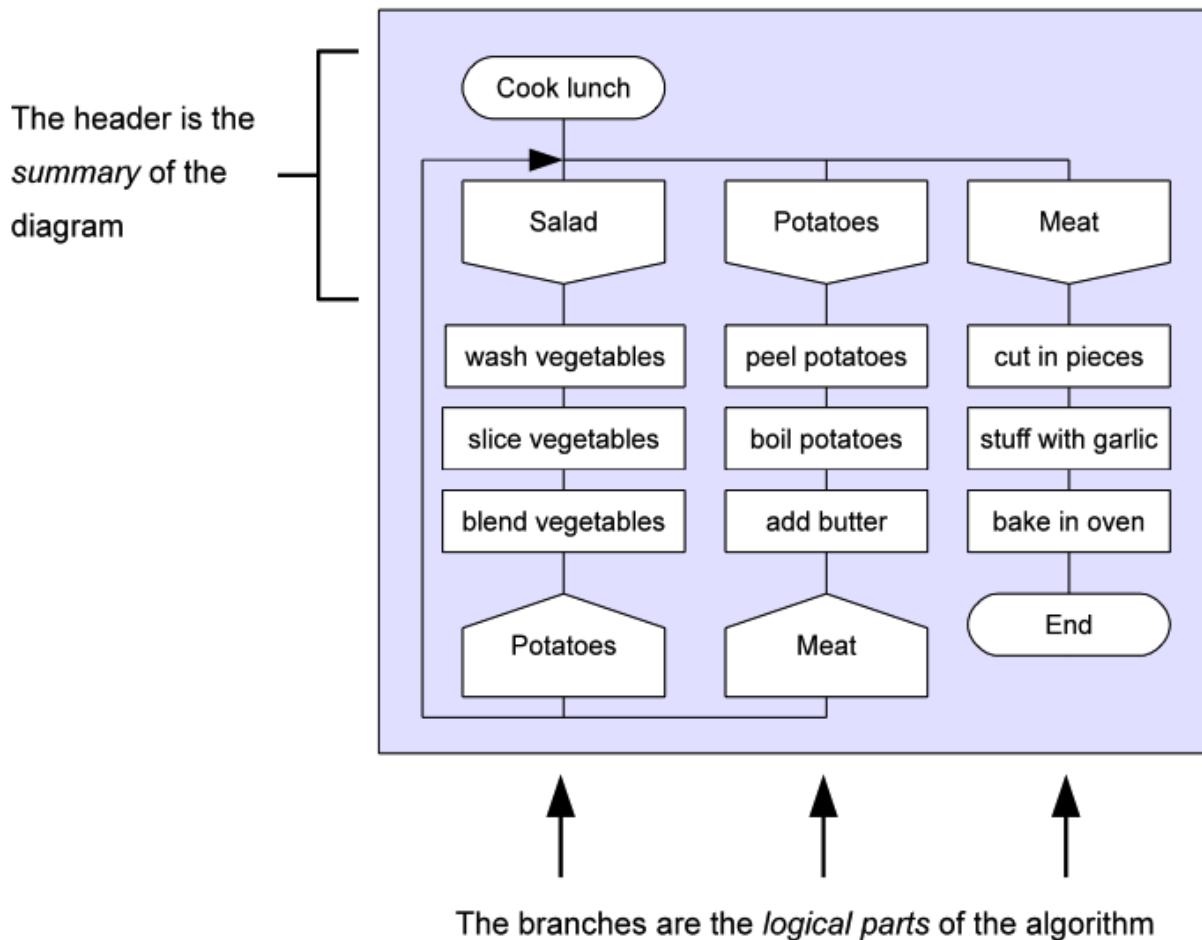 Cook lunch
The header is the
summary of the
diagram
Salad
Potatoes
Meat
wash vegetables
peel potatoes
cut in pieces
slice vegetables
boil potatoes
stuff with garlic
blend vegetables
add butter
bake in oven
Potatoes
Meat
End
The branches are the logical parts of the algorithm